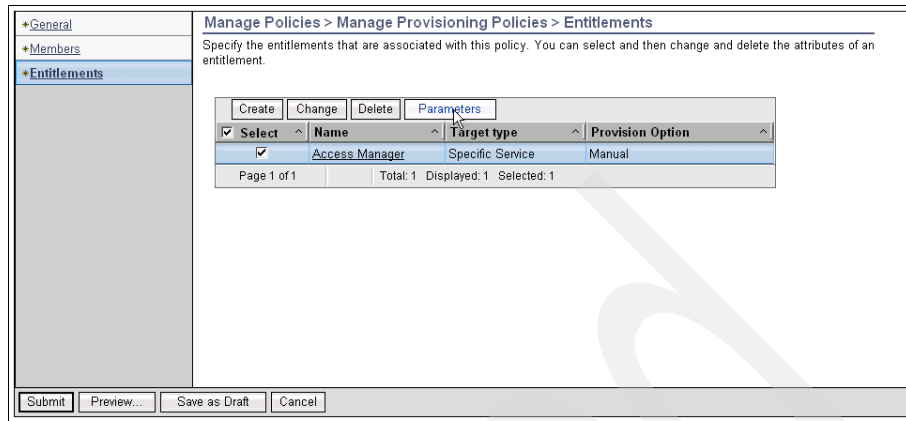 *General
*Members
*Entitlements
Manage Policies > Manage Provisioning Policies > Entitlements
Specify the entitlements that are associated with this policy. You can select and then change and delete the attributes of an
entitlement.
Create Change Delete Parameters
Select ^ Name ^ Target type ^ Provision Option ^
Access Manager Specific Service Manual
Page 1 of 1 Total: 1 Displayed: 1 Selected: 1
Submit Preview... Save as Draft Cancel